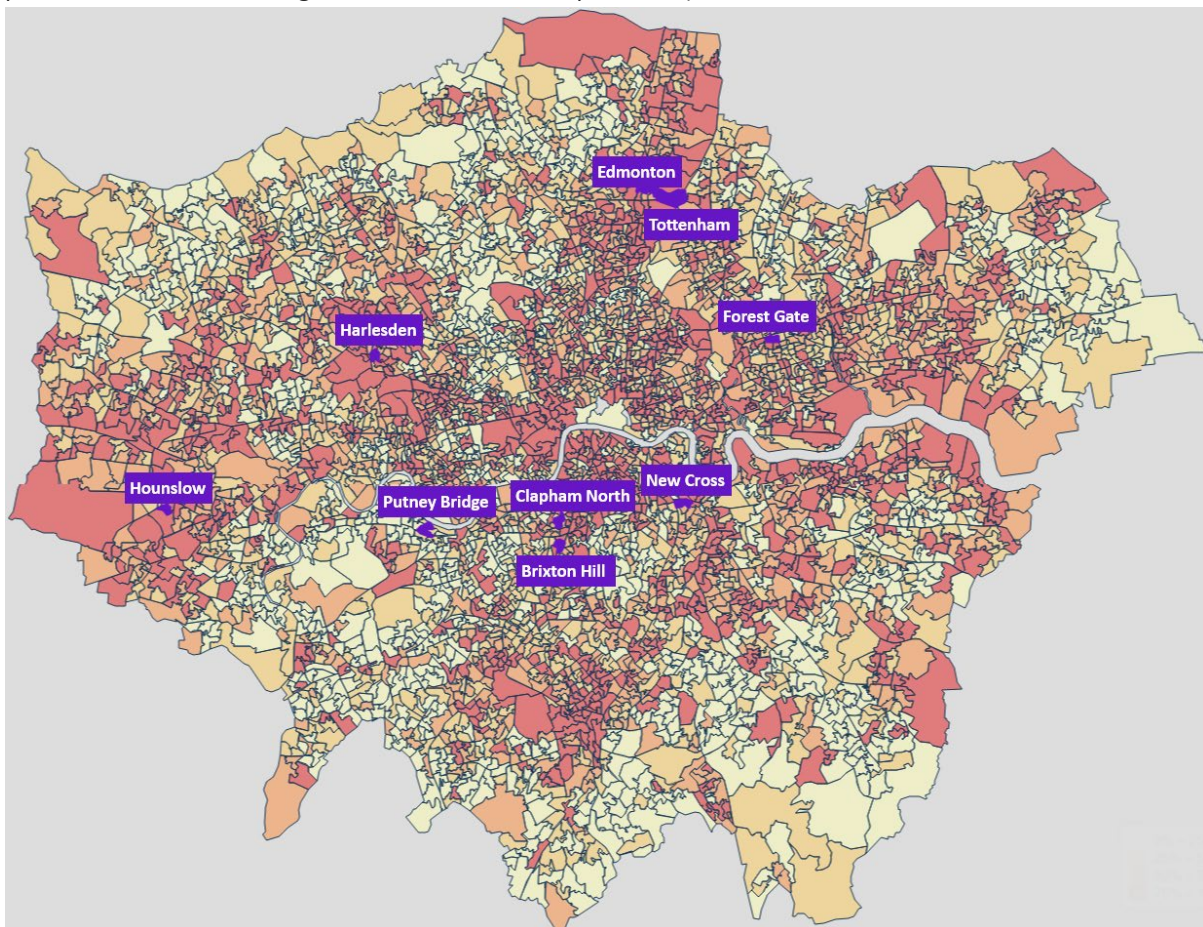 Edmonton
Tottenham
Forest Gate
Harlesden
Hounslow
Putney Bridge
Clapham North
New Cross
Brixton Hill